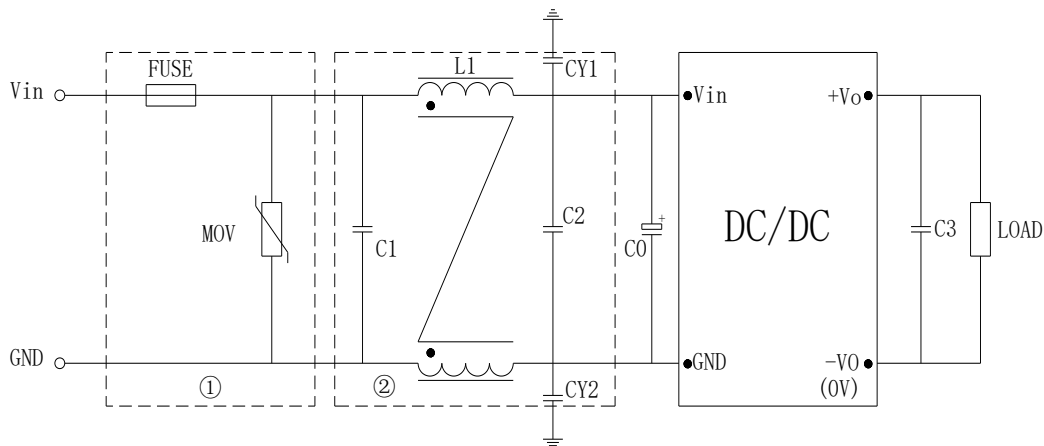 CY1
FUSE
L1
Vin
Vin
+Vo
MOV
C1
C2
+
C0
DC/DC
C3
LOAD
GND
GND
-VO
(0V)
①
②
CY2